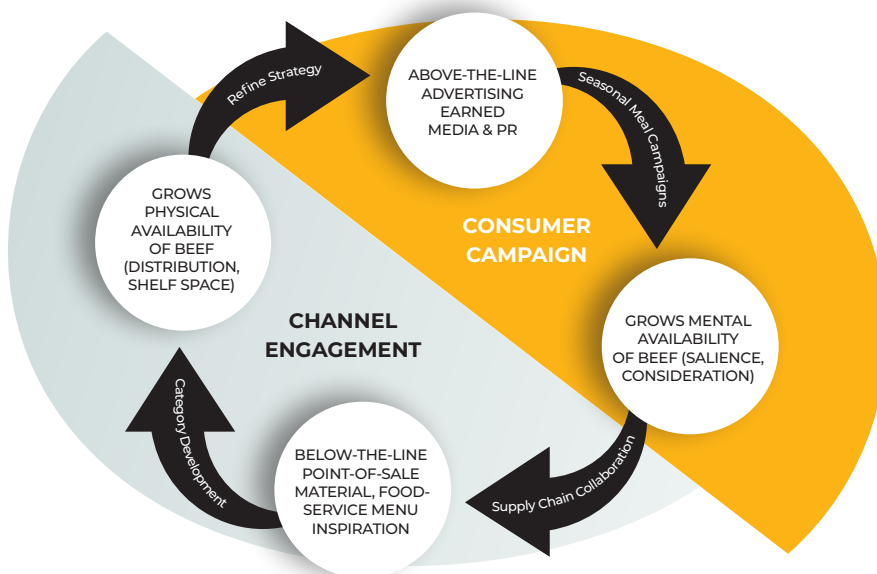 Refine Strategy
ABOVE-THE-LINE
ADVERTISING
EARNED
MEDIA & PR
Seasonal Meal Campaigns
CONSUMER
CAMPAIGN
GROWS
PHYSICAL
AVAILABILITY
OF BEEF
(DISTRIBUTION,
SHELF SPACE)
CHANNEL
ENGAGEMENT
GROWS MENTAL
AVAILABILITY
OF BEEF (SALIENCE,
CONSIDERATION)
Category Development
BELOW-THE-LINE
POINT-OF-SALE
MATERIAL, FOOD-
SERVICE MENU
INSPIRATION
Supply Chain Collaboration